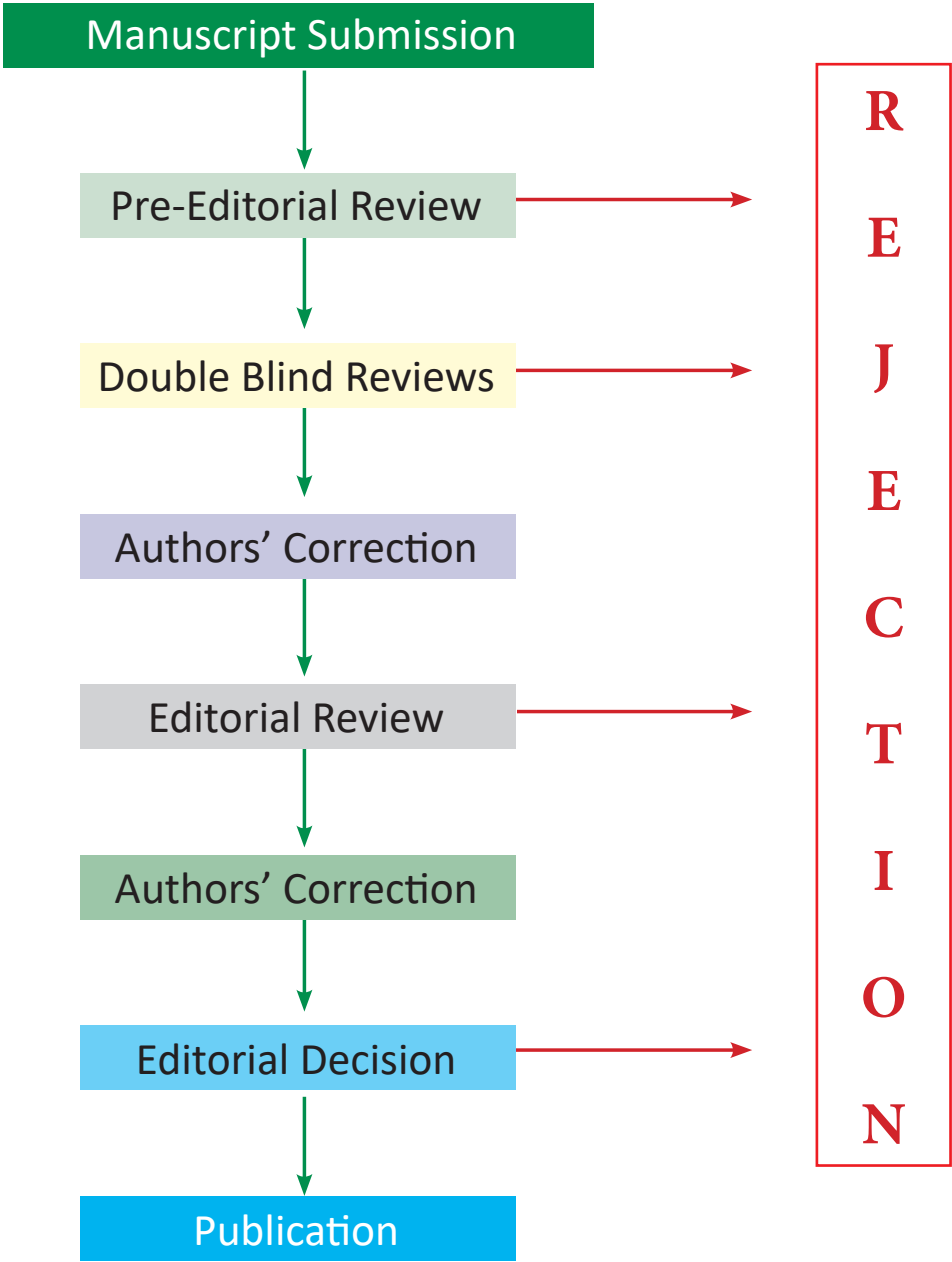 Manuscript Submission
Pre-Editorial Review
Double Blind Reviews
Authors’ Correction
Editorial Review
Authors’ Correction
Editorial Decision
Publication
R
E
J
E
C
T
I
O
N